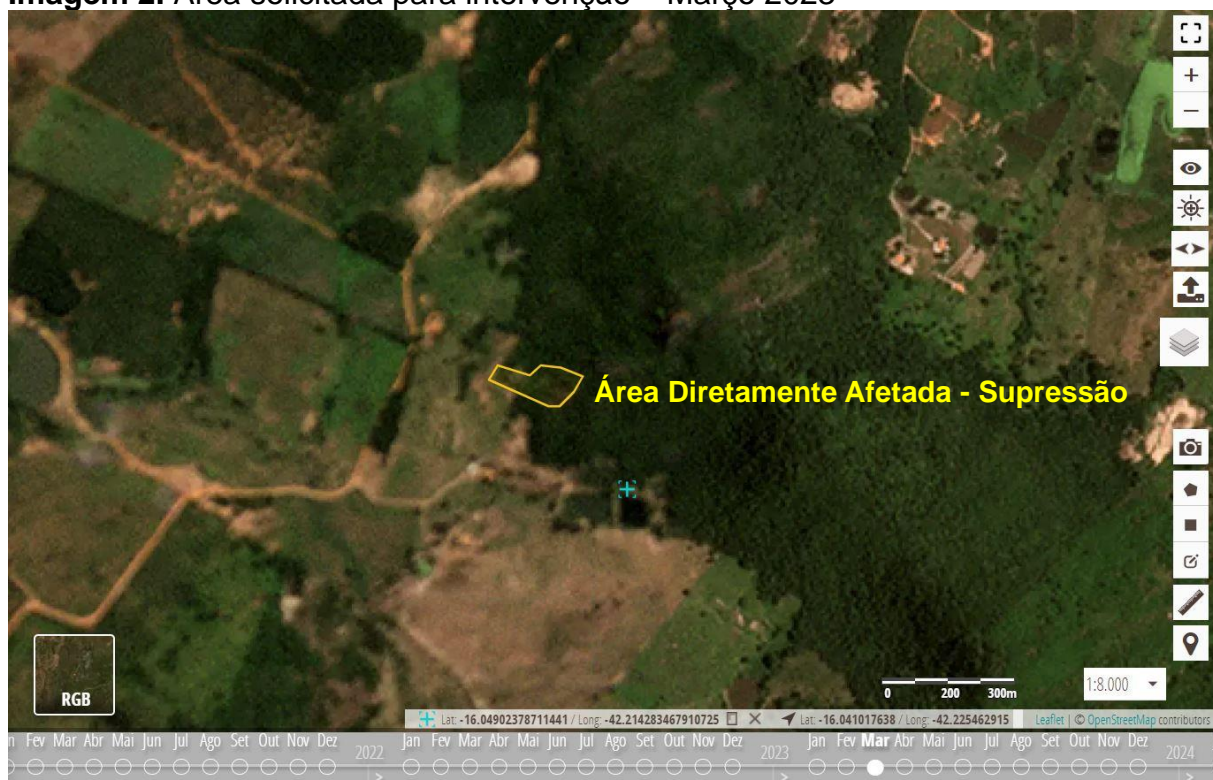 Imagem 2. Área solicitada para intervenção – Março 2023
Área Diretamente Afetada - Supressão
RGB
0 200 300m
1:8.000
Lat: -16.04902378711441 / Long: -42.214283467910725
Lat: -16.041017638 / Long: -42.225462915
Leaflet | © OpenStreetMap contributors
Fev Mar Abr Mai Jun Jul Ago Set Out Nov Dez 2022 Jan Fev Mar Abr Mai Jun Jul Ago Set Out Nov Dez 2023 Jan Fev Mar Abr Mai Jun Jul Ago Set Out Nov Dez 2024